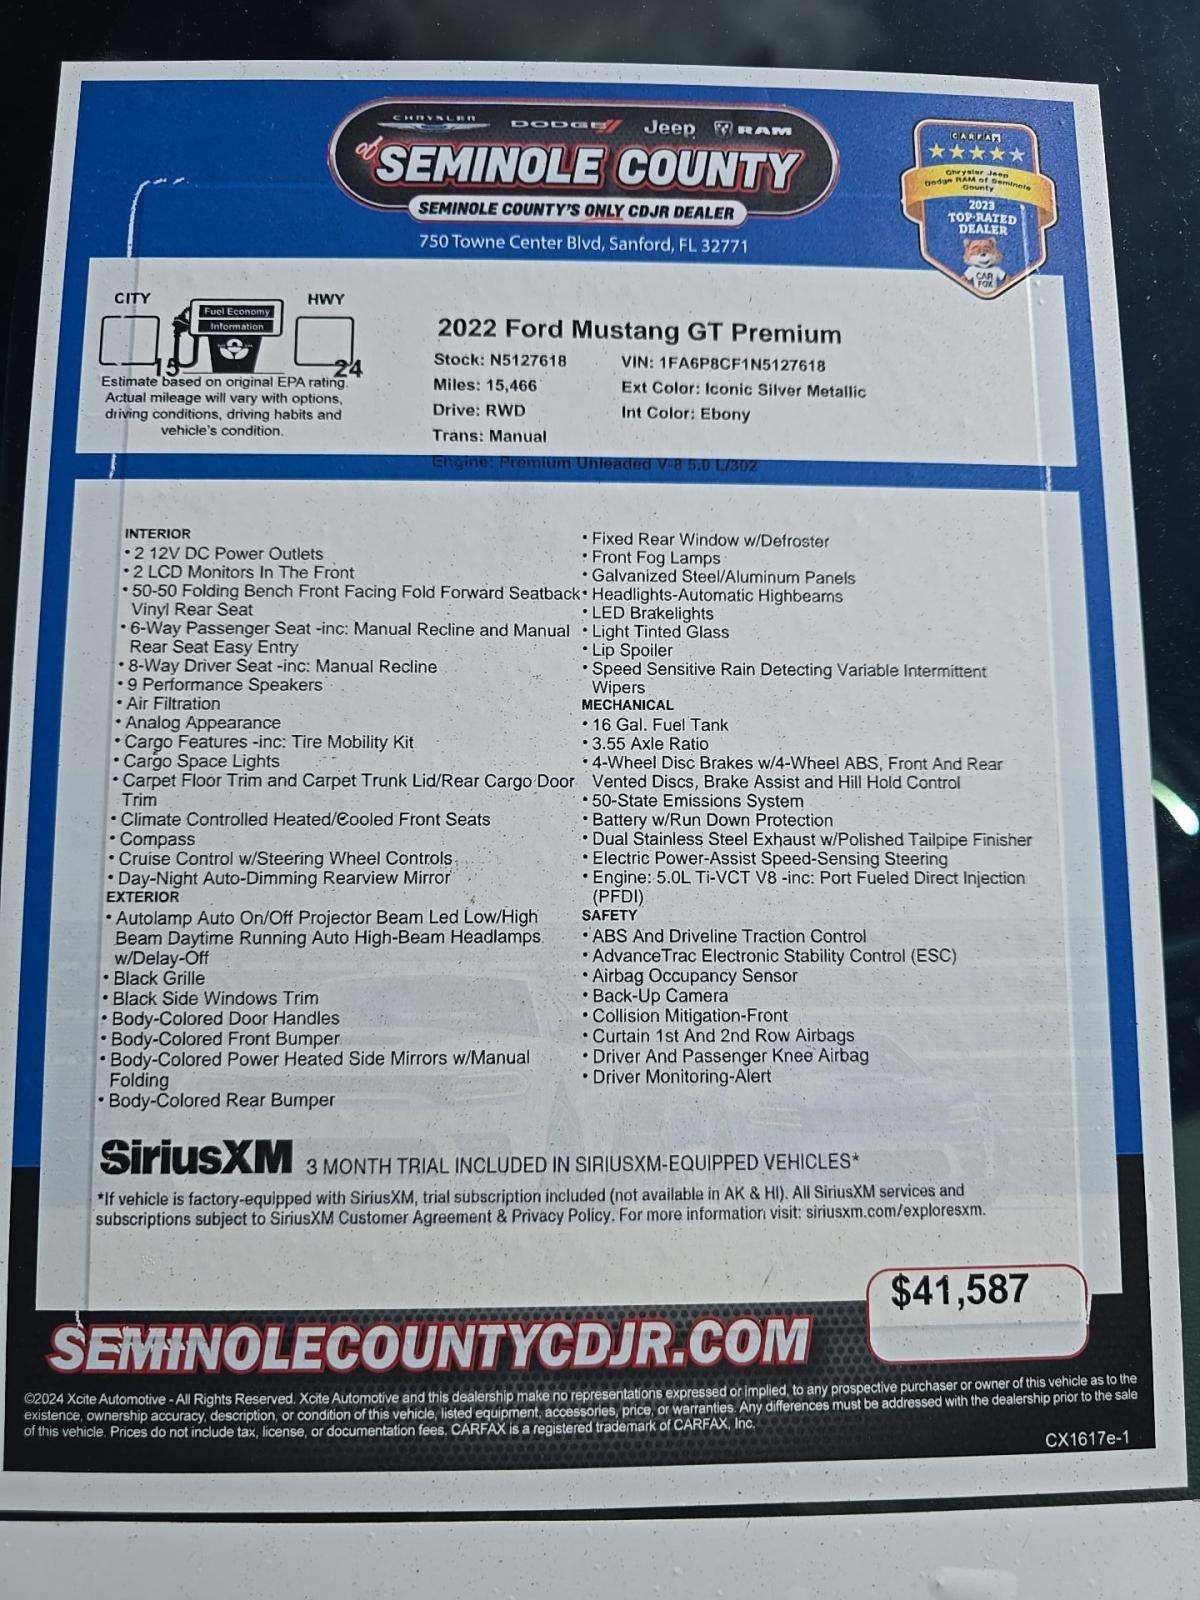 CHRYSLER DODGE Jeep RAM
of SEMINOLE COUNTY
SEMINOLE COUNTY'S ONLY CDJR DEALER
750 Towne Center Blvd, Sanford, FL 32771
CARFAX
Chrysler Jeep
Dodge RAM of Seminole
County
2023
TOP-RATED
DEALER
CAR
FOX
CITY
Fuel Economy
Information
HWY
15
24
Estimate based on original EPA rating.
Actual mileage will vary with options,
driving conditions, driving habits and
vehicle's condition.
2022 Ford Mustang GT Premium
Stock: N5127618
VIN: 1FA6P8CF1N5127618
Miles: 15,466
Ext Color: Iconic Silver Metallic
Drive: RWD
Int Color: Ebony
Trans: Manual
Engine: Premium Unleaded V-8 5.0 L/302
INTERIOR
• 2 12V DC Power Outlets
• 2 LCD Monitors In The Front
• 50-50 Folding Bench Front Facing Fold Forward Seatback
Vinyl Rear Seat
• 6-Way Passenger Seat -inc: Manual Recline and Manual
Rear Seat Easy Entry
• 8-Way Driver Seat -inc: Manual Recline
• 9 Performance Speakers
• Air Filtration
• Analog Appearance
• Cargo Features -inc: Tire Mobility Kit
• Cargo Space Lights
• Carpet Floor Trim and Carpet Trunk Lid/Rear Cargo Door
Trim
• Climate Controlled Heated/Cooled Front Seats
• Compass
• Cruise Control w/Steering Wheel Controls
• Day-Night Auto-Dimming Rearview Mirror
EXTERIOR
• Autolamp Auto On/Off Projector Beam Led Low/High
Beam Daytime Running Auto High-Beam Headlamps
w/Delay-Off
• Black Grille
• Black Side Windows Trim
• Body-Colored Door Handles
• Body-Colored Front Bumper
• Body-Colored Power Heated Side Mirrors w/Manual
Folding
• Body-Colored Rear Bumper
• Fixed Rear Window w/Defroster
• Front Fog Lamps
• Galvanized Steel/Aluminum Panels
• Headlights-Automatic Highbeams
• LED Brakelights
• Light Tinted Glass
• Lip Spoiler
• Speed Sensitive Rain Detecting Variable Intermittent
Wipers
MECHANICAL
• 16 Gal. Fuel Tank
• 3.55 Axle Ratio
• 4-Wheel Disc Brakes w/4-Wheel ABS, Front And Rear
Vented Discs, Brake Assist and Hill Hold Control
• 50-State Emissions System
• Battery w/Run Down Protection
• Dual Stainless Steel Exhaust w/Polished Tailpipe Finisher
• Electric Power-Assist Speed-Sensing Steering
• Engine: 5.0L Ti-VCT V8 -inc: Port Fueled Direct Injection
(PFDI)
SAFETY
• ABS And Driveline Traction Control
• AdvanceTrac Electronic Stability Control (ESC)
• Airbag Occupancy Sensor
• Back-Up Camera
• Collision Mitigation-Front
• Curtain 1st And 2nd Row Airbags
• Driver And Passenger Knee Airbag
• Driver Monitoring-Alert
SiriusXM 3 MONTH TRIAL INCLUDED IN SIRIUSXM-EQUIPPED VEHICLES*
*If vehicle is factory-equipped with SiriusXM, trial subscription included (not available in AK & HI). All SiriusXM services and
subscriptions subject to SiriusXM Customer Agreement & Privacy Policy. For more information visit: siriusxm.com/exploresxm.
$41,587
SEMINOLECOUNTYCDJR.COM
©2024 Xcite Automotive - All Rights Reserved. Xcite Automotive and this dealership make no representations expressed or implied, to any prospective purchaser or owner of this vehicle as to the
existence, ownership accuracy, description, or condition of this vehicle, listed equipment, accessories, price, or warranties. Any differences must be addressed with the dealership prior to the sale
of this vehicle. Prices do not include tax, license, or documentation fees. CARFAX is a registered trademark of CARFAX, Inc.
CX1617e-1